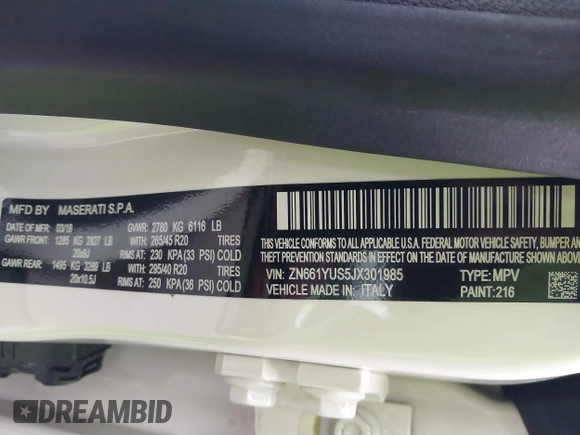 MFD BY MASERATI S.P.A.
DATE OF MFR: 03/18 GVWR: 2780 KG 6116 LB
GAWR FRONT: 1285 KG 2827 LB WITH 265/45 R20 TIRES
20x9J RIMS AT: 230 KPA (33 PSI) COLD
GAWR REAR: 1495 KG 3289 LB WITH: 295/40 R20 TIRES
20x10.5J RIMS AT: 250 KPA (36 PSI) COLD
THIS VEHICLE CONFORMS TO ALL APPLICABLE
FEDERAL MOTOR VEHICLE SAFETY, BUMPER AND
THEFT PREVENTION STANDARDS IN EFFECT ON
THE DATE OF MANUFACTURE SHOWN ABOVE.
VIN: ZN661YUS5JX301985 TYPE: MPV
VEHICLE MADE IN: ITALY PAINT:216
DREAMBID